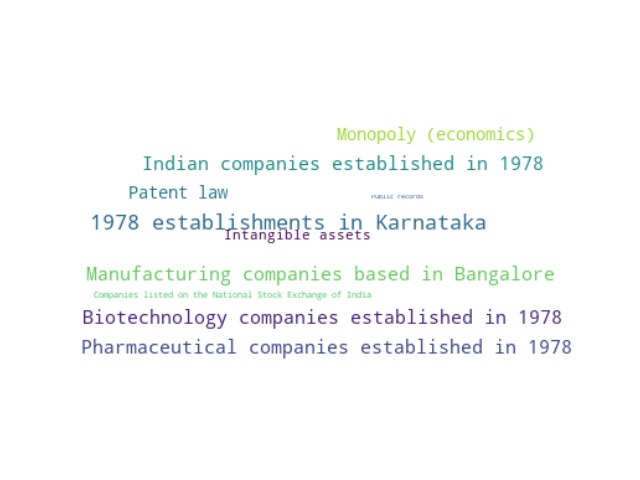 Monopoly (economics)
Indian companies established in 1978
Patent law
Public records
1978 establishments in Karnataka
Intangible assets
Manufacturing companies based in Bangalore
Companies listed on the National Stock Exchange of India
Biotechnology companies established in 1978
Pharmaceutical companies established in 1978